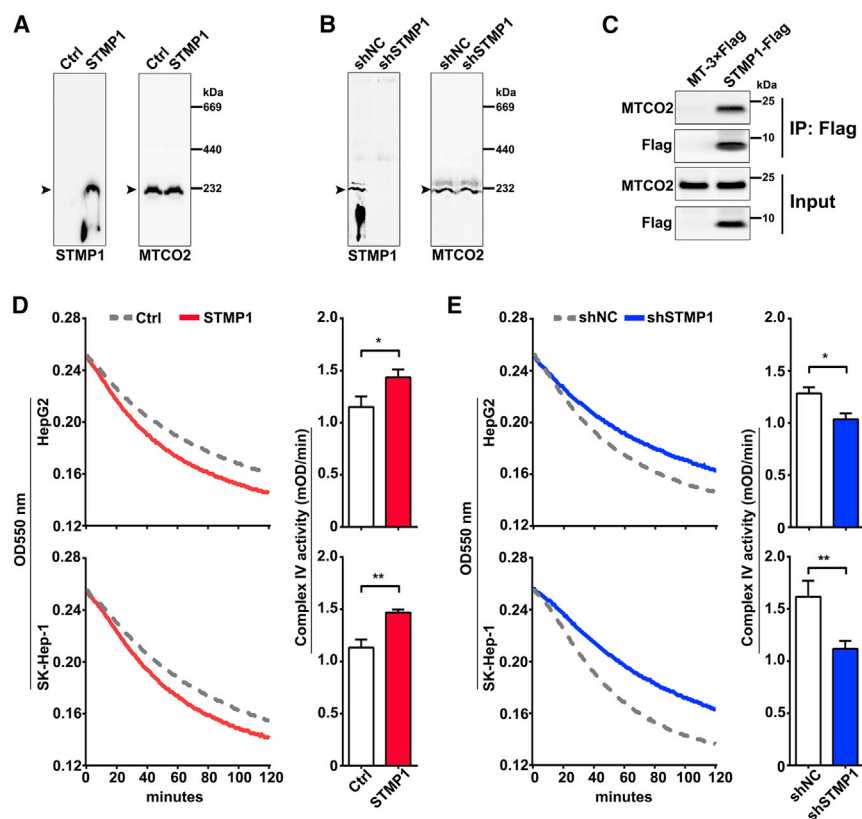 A
Ctrl
STMP1
Ctrl
STMP1
kDa
669
440
232
STMP1
MTCO2
B
shNC
shSTMP1
shNC
shSTMP1
kDa
669
440
232
STMP1
MTCO2
C
MT-3×Flag
STMP1-Flag
kDa
MTCO2
25
Flag
10
IP: Flag
MTCO2
25
Flag
10
Input
D
Ctrl
STMP1
OD550 nm
HepG2
0.28
0.24
0.20
0.16
0.12
SK-Hep-1
0.28
0.24
0.20
0.16
0.12
0 20 40 60 80 100 120
minutes
Complex IV activity (mOD/min)
2.0
1.5
1.0
0.5
0
*
2.0
1.5
1.0
0.5
0
**
Ctrl
STMP1
E
shNC
shSTMP1
OD550 nm
HepG2
0.28
0.24
0.20
0.16
0.12
SK-Hep-1
0.28
0.24
0.20
0.16
0.12
0 20 40 60 80 100 120
minutes
Complex IV activity (mOD/min)
2.0
1.5
1.0
0.5
0
*
2.0
1.5
1.0
0.5
0
**
shNC
shSTMP1